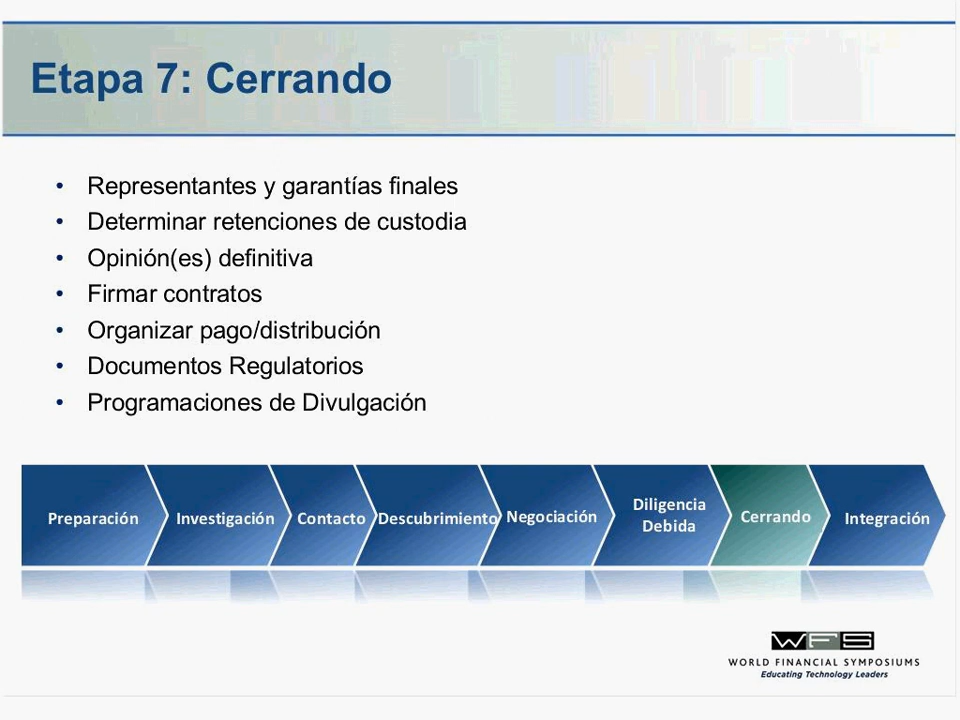 Etapa 7: Cerrando
• Representantes y garantías finales
• Determinar retenciones de custodia
• Opinión(es) definitiva
• Firmar contratos
• Organizar pago/distribución
• Documentos Regulatorios
• Programaciones de Divulgación
Preparación
Investigación
Contacto
Descubrimiento
Negociación
Diligencia
Debida
Cerrando
Integración
WFS
WORLD FINANCIAL SYMPOSIUMS
Educating Technology Leaders